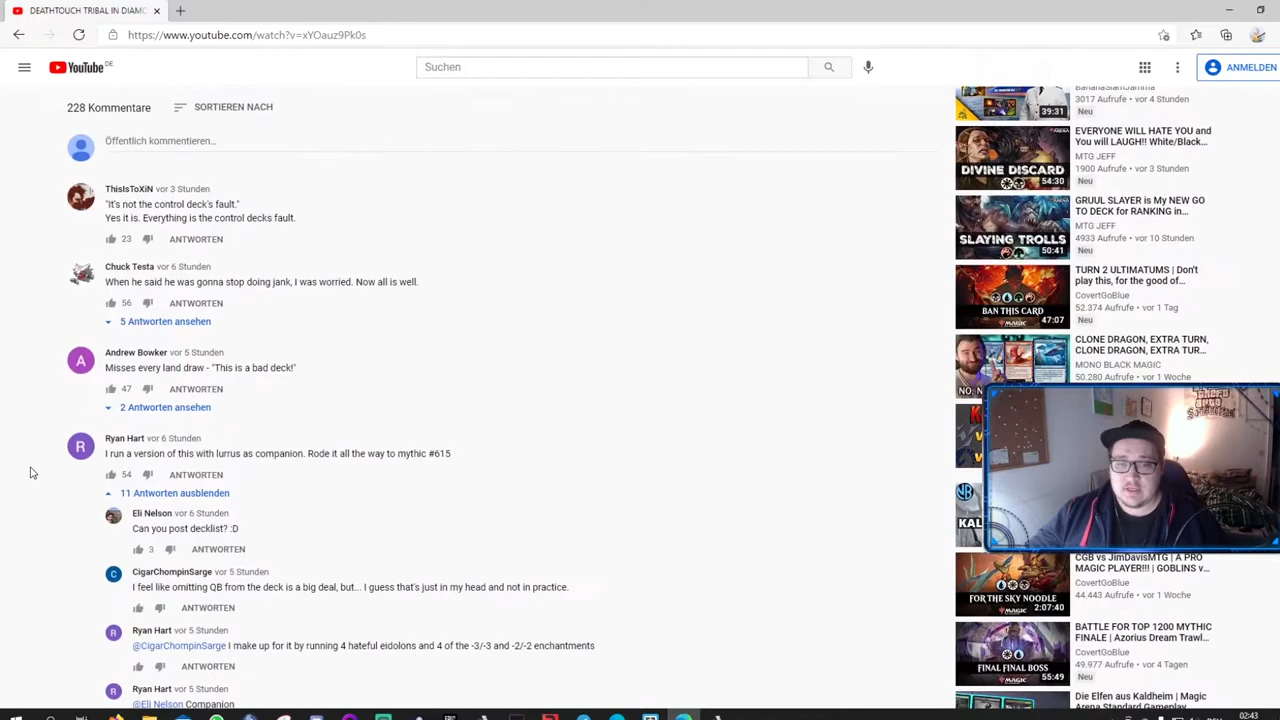 DEATHTOUCH TRIBAL IN DIAMO
https://www.youtube.com/watch?v=xYOauz9Pk0s
YouTube DE
Suchen
ANMELDEN
228 Kommentare
SORTIEREN NACH
Öffentlich kommentieren...
ThisIsToXiN vor 3 Stunden
"It's not the control deck's fault."
Yes it is. Everything is the control decks fault.
23 ANTWORTEN
Chuck Testa vor 6 Stunden
When he said he was gonna stop doing jank, I was worried. Now all is well.
56 ANTWORTEN
5 Antworten ansehen
A
Andrew Bowker vor 5 Stunden
Misses every land draw - "This is a bad deck!"
47 ANTWORTEN
2 Antworten ansehen
R
Ryan Hart vor 6 Stunden
I run a version of this with lurrus as companion. Rode it all the way to mythic #615
54 ANTWORTEN
11 Antworten ausblenden
Eli Nelson vor 6 Stunden
Can you post decklist? :D
3 ANTWORTEN
C
CigarChompinSarge vor 5 Stunden
I feel like omitting QB from the deck is a big deal, but... I guess that's just in my head and not in practice.
ANTWORTEN
R
Ryan Hart vor 5 Stunden
@CigarChompinSarge I make up for it by running 4 hateful eidolons and 4 of the -3/-3 and -2/-2 enchantments
ANTWORTEN
R
Ryan Hart vor 5 Stunden
@Eli Nelson Companion
39:31
BananaSlamJamma
3017 Aufrufe • vor 4 Stunden
Neu
DIVINE DISCARD
54:30
EVERYONE WILL HATE YOU and
You will LAUGH!! White/Black...
MTG JEFF
1900 Aufrufe • vor 3 Stunden
Neu
SLAYING TROLLS
50:41
GRUUL SLAYER is My NEW GO
TO DECK for RANKING in...
MTG JEFF
4933 Aufrufe • vor 10 Stunden
Neu
BAN THIS CARD
47:07
TURN 2 ULTIMATUMS | Don't
play this, for the good of...
CovertGoBlue
52.374 Aufrufe • vor 1 Tag
Neu
CLONE DRAGON, EXTRA TURN,
CLONE DRAGON, EXTRA TUR...
MONO BLACK MAGIC
50.280 Aufrufe • vor 1 Woche
FOR THE SKY NOODLE
2:07:40
CGB vs JimDavisMTG | A PRO
MAGIC PLAYER!!! | GOBLINS v...
CovertGoBlue
44.443 Aufrufe • vor 1 Woche
FINAL FINAL BOSS
55:49
BATTLE FOR TOP 1200 MYTHIC
FINALE | Azorius Dream Trawl...
CovertGoBlue
49.977 Aufrufe • vor 4 Tagen
Neu
Die Elfen aus Kaldheim | Magic
Arena Standard Gameplay
02:43